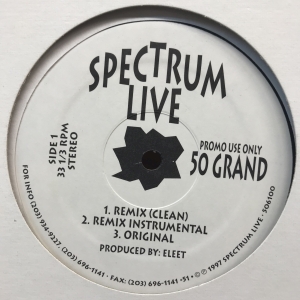 SPECTRUM
LIVE
SIDE 1
33 1/3 RPM
STEREO
PROMO USE ONLY
50 GRAND
1. REMIX (CLEAN)
2. REMIX INSTRUMENTAL
3. ORIGINAL
PRODUCED BY: ELEET
FOR INFO (203) 934-9237, (203) 696-1141 • FAX: (203) 696-1141 -51 • © ℗ 1997 SPECTRUM LIVE • 506100